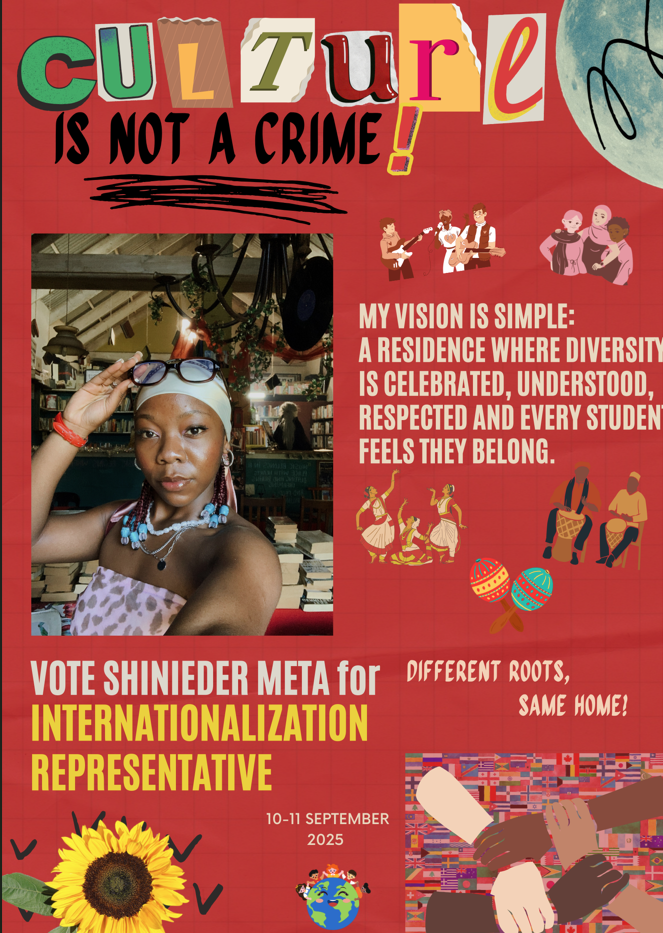 CULTUre
IS NOT A CRIME!
MY VISION IS SIMPLE:
A RESIDENCE WHERE DIVERSITY
IS CELEBRATED, UNDERSTOOD,
RESPECTED AND EVERY STUDENT
FEELS THEY BELONG.
VOTE SHINIEDER META for
INTERNATIONALIZATION
REPRESENTATIVE
DIFFERENT ROOTS,
SAME HOME!
10-11 SEPTEMBER
2025